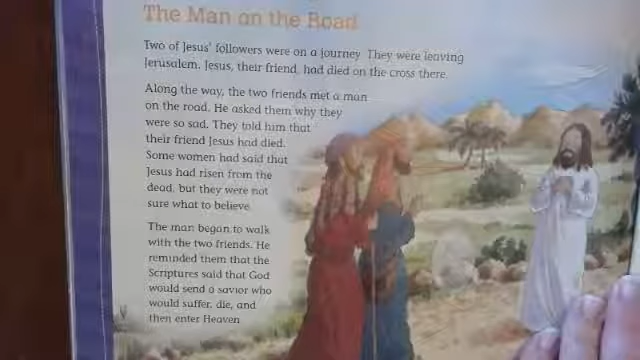 The Man on the Road
Two of Jesus' followers were on a journey. They were leaving
Jerusalem. Jesus, their friend, had died on the cross there.
Along the way, the two friends met a man
on the road. He asked them why they
were so sad. They told him that
their friend Jesus had died.
Some women had said that
Jesus had risen from the
dead, but they were not
sure what to believe.
The man began to walk
with the two friends. He
reminded them that the
Scriptures said that God
would send a savior who
would suffer, die, and
then enter Heaven.